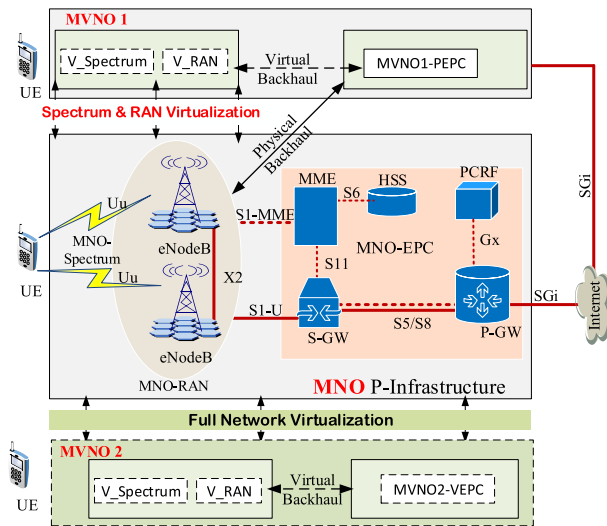 MVNO 1
V_Spectrum
V_RAN
Virtual
Backhaul
MVNO1-PEPC
UE
Spectrum & RAN Virtualization
Physical
Backhaul
SGi
Uu
MNO-
Spectrum
Uu
UE
eNodeB
X2
eNodeB
MNO-RAN
S1-MME
S1-U
MME
S6
HSS
PCRF
MNO-EPC
Gx
S11
S-GW
S5/S8
P-GW
SGi
Internet
MNO P-Infrastructure
Full Network Virtualization
MVNO 2
V_Spectrum
V_RAN
Virtual
Backhaul
MVNO2-VEPC
UE